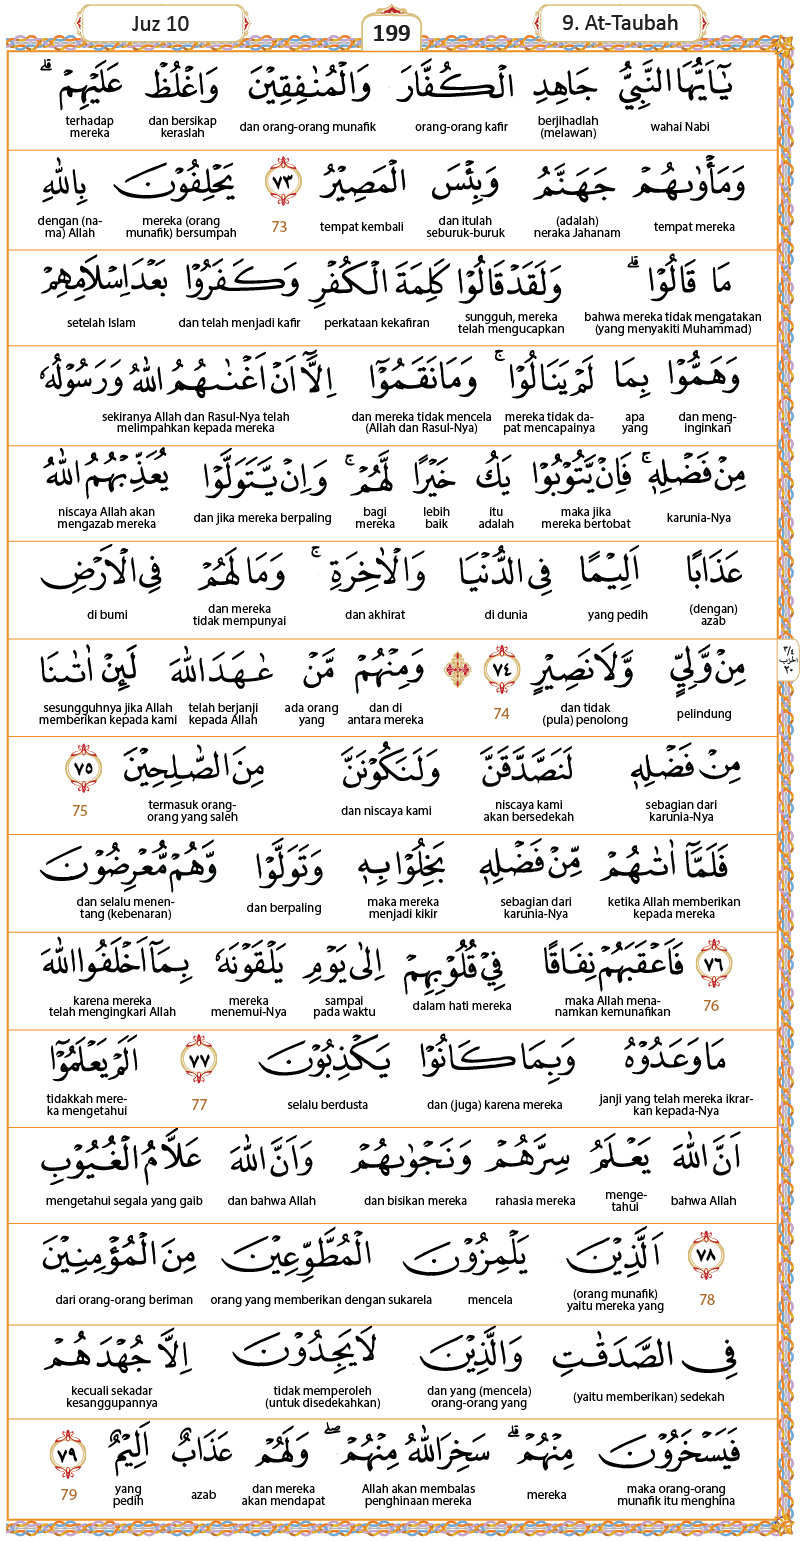 Juz 10
199
9. At-Taubah
يٰٓاَيُّهَا النَّبِيُّ جَاهِدِ الْكُفَّارَ وَالْمُنٰفِقِيْنَ وَاغْلُظْ عَلَيْهِمْۗ
wahai Nabi
berjihadlah
(melawan)
orang-orang kafir
dan orang-orang munafik
dan bersikap
keraslah
terhadap
mereka
وَمَأْوٰىهُمْ جَهَنَّمُ وَبِئْسَ الْمَصِيْرُ ٧٣ يَحْلِفُوْنَ بِاللّٰهِ
tempat mereka
(adalah)
neraka Jahanam
dan itulah
seburuk-buruk
tempat kembali
73
mereka (orang
munafik) bersumpah
dengan (na-
ma) Allah
مَا قَالُوْاۗ وَلَقَدْ قَالُوْا كَلِمَةَ الْكُفْرِ وَكَفَرُوْا بَعْدَ اِسْلَامِهِمْ
bahwa mereka tidak mengatakan
(yang menyakiti Muhammad)
sungguh, mereka
telah mengucapkan
perkataan kekafiran
dan telah menjadi kafir
setelah Islam
وَهَمُّوْا بِمَا لَمْ يَنَالُوْاۚ وَمَا نَقَمُوْٓا اِلَّآ اَنْ اَغْنٰىهُمُ اللّٰهُ وَرَسُوْلُهٗ
dan meng-
inginkan
apa
yang
mereka tidak da-
pat mencapainya
dan mereka tidak mencela
(Allah dan Rasul-Nya)
sekiranya Allah dan Rasul-Nya telah
melimpahkan kepada mereka
مِنْ فَضْلِهٖۚ فَاِنْ يَّتُوْبُوْا يَكُ خَيْرًا لَّهُمْۚ وَاِنْ يَّتَوَلَّوْا يُعَذِّبْهُمُ اللّٰهُ
karunia-Nya
maka jika
mereka bertobat
itu
adalah
lebih
baik
bagi
mereka
dan jika mereka berpaling
niscaya Allah akan
mengazab mereka
عَذَابًا اَلِيْمًا فِى الدُّنْيَا وَالْاٰخِرَةِۚ وَمَا لَهُمْ فِى الْاَرْضِ
(dengan)
azab
yang pedih
di dunia
dan akhirat
dan mereka
tidak mempunyai
di bumi
مِنْ وَّلِيٍّ وَّلَا نَصِيْرٍ ٧٤ وَمِنْهُمْ مَّنْ عٰهَدَ اللّٰهَ لَىِٕنْ اٰتٰىنَا
pelindung
dan tidak
(pula) penolong
74
dan di
antara mereka
ada orang
yang
telah berjanji
kepada Allah
sesungguhnya jika Allah
memberikan kepada kami
٣/٤
الحزب
٢٠
مِنْ فَضْلِهٖ لَنَصَّدَّقَنَّ وَلَنَكُوْنَنَّ مِنَ الصّٰلِحِيْنَ ٧٥
sebagian dari
karunia-Nya
niscaya kami
akan bersedekah
dan niscaya kami
termasuk orang-
orang yang saleh
75
فَلَمَّآ اٰتٰىهُمْ مِّنْ فَضْلِهٖ بَخِلُوْا بِهٖ وَتَوَلَّوْا وَّهُمْ مُّعْرِضُوْنَ
ketika Allah memberikan
kepada mereka
sebagian dari
karunia-Nya
maka mereka
menjadi kikir
dan berpaling
dan selalu menen-
tang (kebenaran)
٧٦ فَاَعْقَبَهُمْ نِفَاقًا فِيْ قُلُوْبِهِمْ اِلٰى يَوْمِ يَلْقَوْنَهٗ بِمَآ اَخْلَفُوا اللّٰهَ
76
maka Allah mena-
namkan kemunafikan
dalam hati mereka
sampai
pada waktu
mereka
menemui-Nya
karena mereka
telah mengingkari Allah
مَا وَعَدُوْهُ وَبِمَا كَانُوْا يَكْذِبُوْنَ ٧٧ اَلَمْ يَعْلَمُوْٓا
janji yang telah mereka ikrar-
kan kepada-Nya
dan (juga) karena mereka
selalu berdusta
77
tidakkah mere-
ka mengetahui
اَنَّ اللّٰهَ يَعْلَمُ سِرَّهُمْ وَنَجْوٰىهُمْ وَاَنَّ اللّٰهَ عَلَّامُ الْغُيُوْبِ
bahwa Allah
menge-
tahui
rahasia mereka
dan bisikan mereka
dan bahwa Allah
mengetahui segala yang gaib
٧٨ اَلَّذِيْنَ يَلْمِزُوْنَ الْمُطَّوِّعِيْنَ مِنَ الْمُؤْمِنِيْنَ
78
(orang munafik)
yaitu mereka yang
mencela
orang yang memberikan dengan sukarela
dari orang-orang beriman
فِى الصَّدَقٰتِ وَالَّذِيْنَ لَا يَجِدُوْنَ اِلَّا جُهْدَهُمْ
(yaitu memberikan) sedekah
dan yang (mencela)
orang-orang yang
tidak memperoleh
(untuk disedekahkan)
kecuali sekadar
kesanggupannya
فَيَسْخَرُوْنَ مِنْهُمْۗ سَخِرَ اللّٰهُ مِنْهُمْۖ وَلَهُمْ عَذَابٌ اَلِيْمٌ ٧٩
maka orang-orang
munafik itu menghina
mereka
Allah akan membalas
penghinaan mereka
dan mereka
akan mendapat
azab
yang
pedih
79